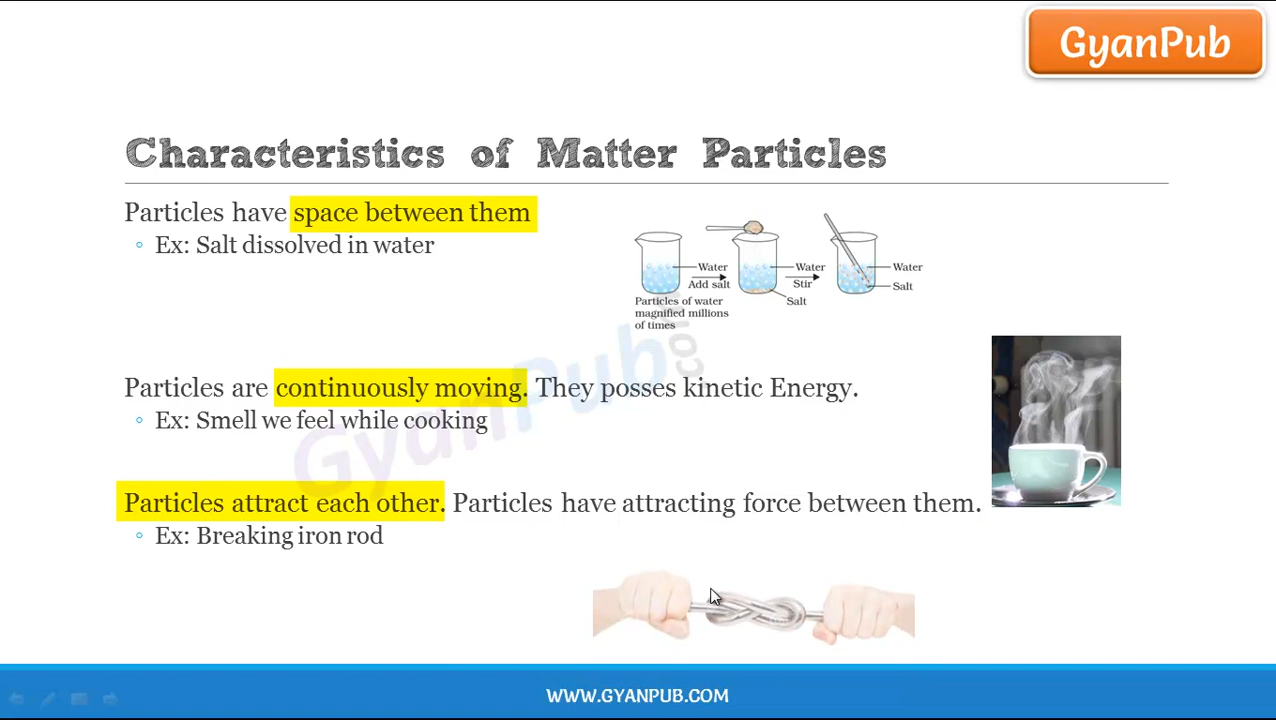 GyanPub
Characteristics of Matter Particles
Particles have space between them
Ex: Salt dissolved in water
Water
Add salt
Water
Stir
Salt
Water
Salt
Particles of water
magnified millions
of times
Particles are continuously moving. They posses kinetic Energy.
Ex: Smell we feel while cooking
GyanPub.com
Particles attract each other. Particles have attracting force between them.
Ex: Breaking iron rod
WWW.GYANPUB.COM